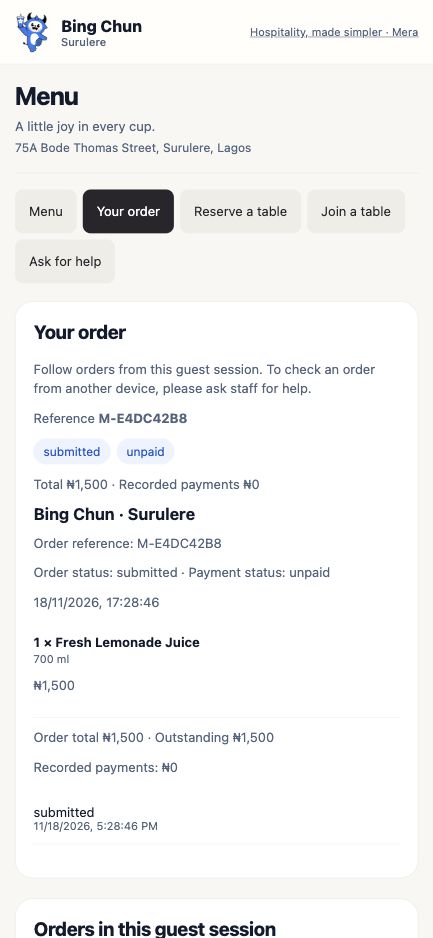 Bing Chun
Surulere
Hospitality, made simpler · Mera
Menu
A little joy in every cup.
75A Bode Thomas Street, Surulere, Lagos
Menu
Your order
Reserve a table
Join a table
Ask for help
Your order
Follow orders from this guest session. To check an order
from another device, please ask staff for help.
Reference M-E4DC42B8
submitted
unpaid
Total ₦1,500 · Recorded payments ₦0
Bing Chun · Surulere
Order reference: M-E4DC42B8
Order status: submitted · Payment status: unpaid
18/11/2026, 17:28:46
1 × Fresh Lemonade Juice
700 ml
₦1,500
Order total ₦1,500 · Outstanding ₦1,500
Recorded payments: ₦0
submitted
11/18/2026, 5:28:46 PM
Orders in this guest session